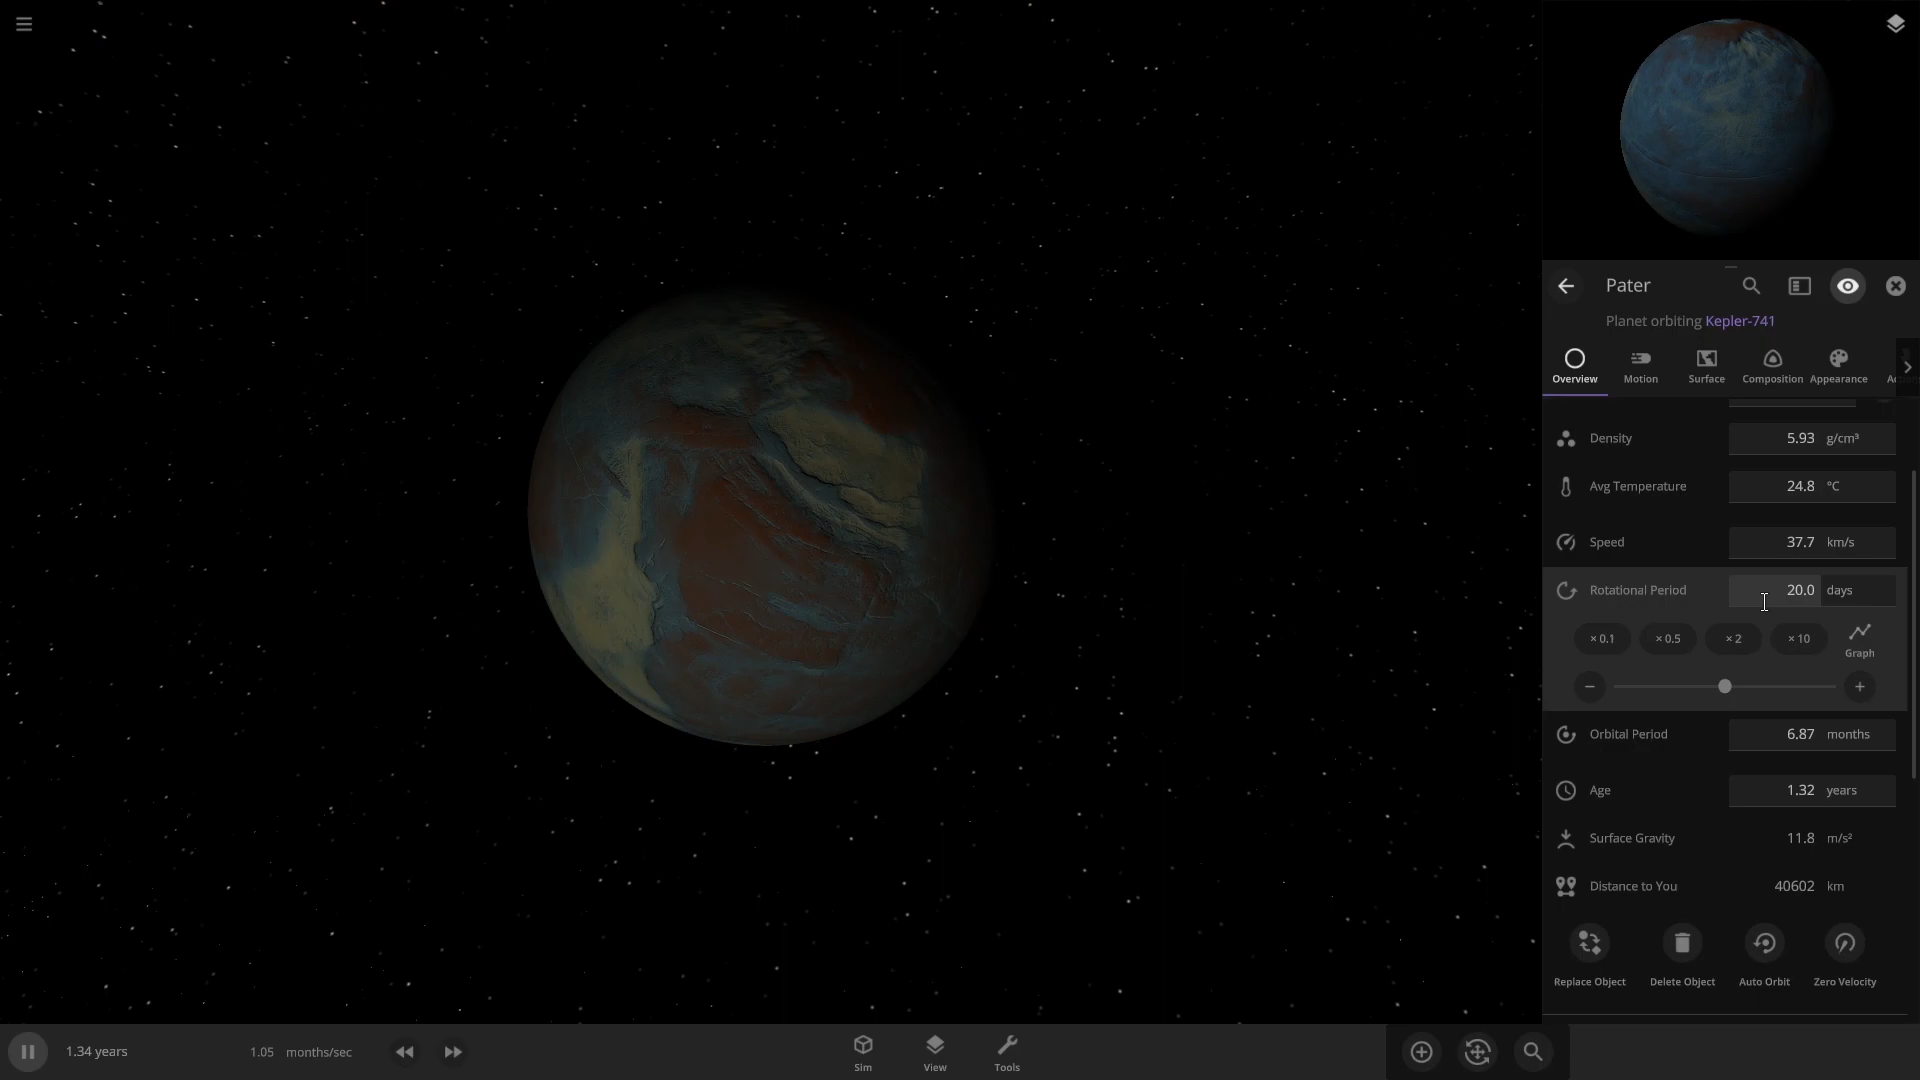 Pater
Planet orbiting Kepler-741
Overview
Motion
Surface
Composition
Appearance
Density 5.93 g/cm³
Avg Temperature 24.8 °C
Speed 37.7 km/s
Rotational Period 20.0 days
× 0.1
× 0.5
× 2
× 10
Graph
Orbital Period 6.87 months
Age 1.32 years
Surface Gravity 11.8 m/s²
Distance to You 40602 km
Replace Object
Delete Object
Auto Orbit
Zero Velocity
1.34 years
1.05 months/sec
Sim
View
Tools